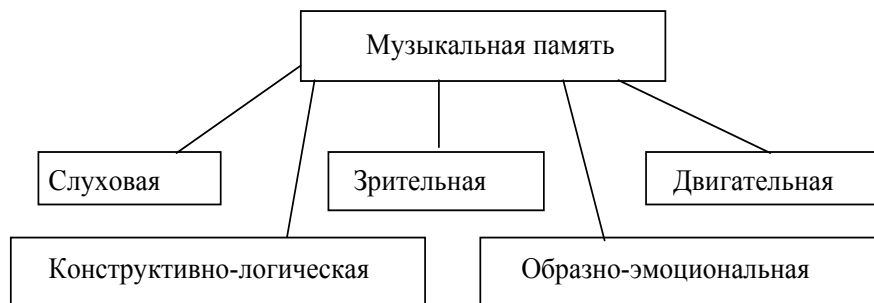 Музыкальная память
Слуховая
Зрительная
Двигательная
Конструктивно-логическая
Образно-эмоциональная